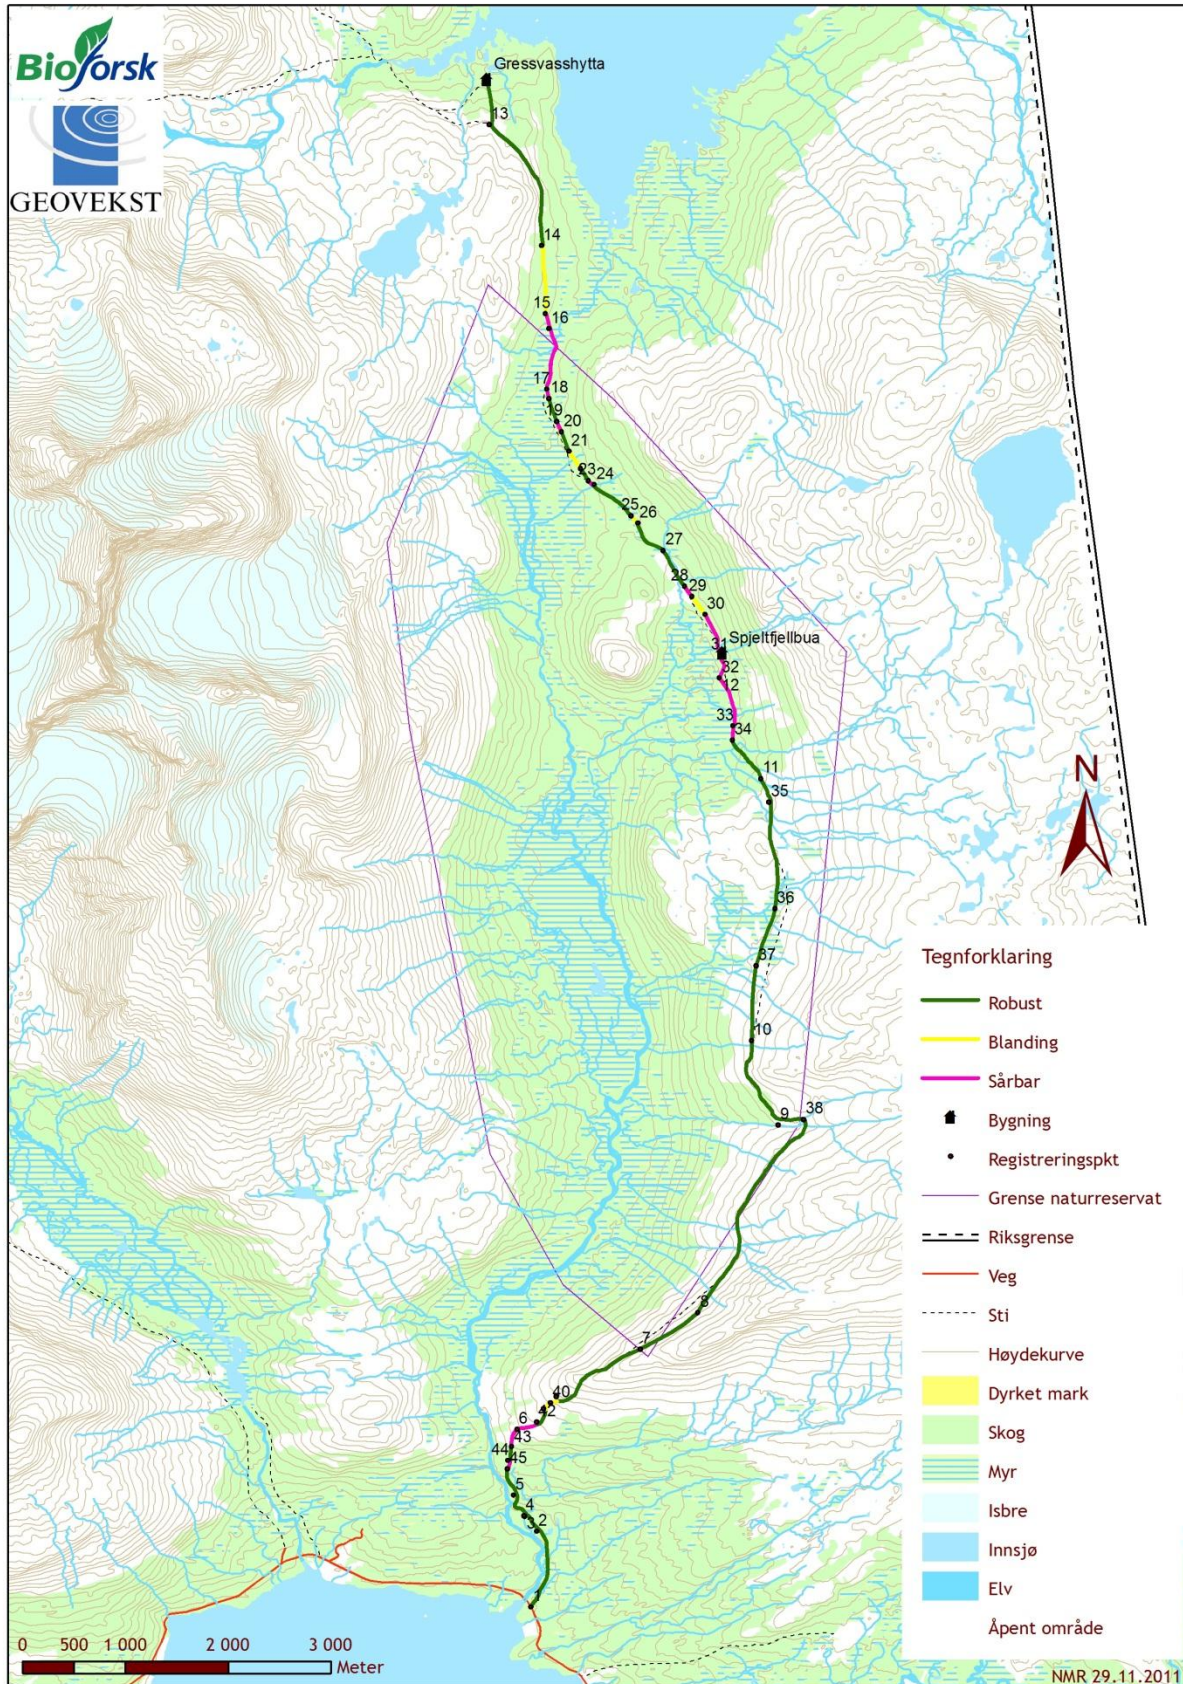 Bioforsk
GEOVEKST
Gressvasshytta
13
14
15
16
17
18
19
20
21
23
24
25
26
27
28
29
30
31
Spjeltfjellbua
32
12
33
34
11
35
36
37
10
9
38
8
7
40
42
6
43
44
45
5
4
3
2
1
N
Tegnforklaring
Robust
Blanding
Sårbar
Bygning
Registreringspkt
Grense naturreservat
Riksgrense
Veg
Sti
Høydekurve
Dyrket mark
Skog
Myr
Isbre
Innsjø
Elv
Åpent område
0 500 1 000 2 000 3 000
Meter
NMR 29.11.2011